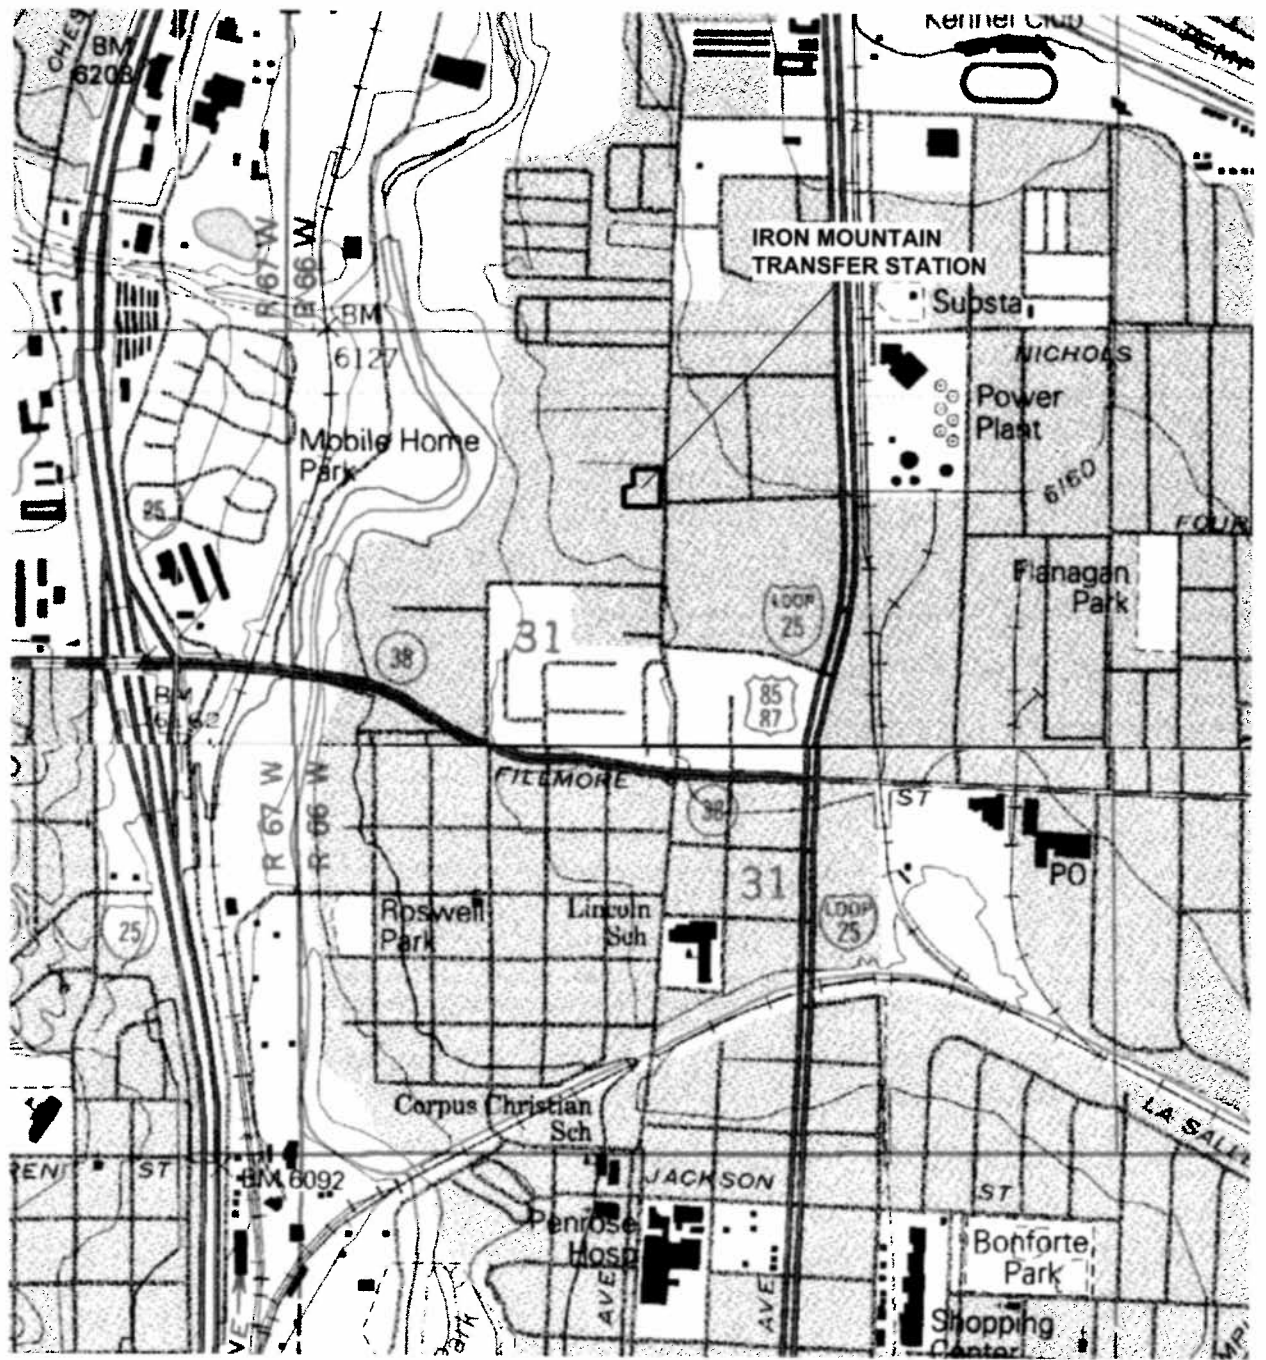 Kennel Club
CHES
BM
6208
R 67 W
R 66 W
IRON MOUNTAIN
TRANSFER STATION
Substa
BM
6127
NICHOLS
Power
Plant
Mobile Home
Park
6160
25
FOUR
Flanagan
Park
LOOP
25
31
38
85
87
BM
FILLMORE
ST
38
R 67 W
R 66 W
PO
31
Roswell
Park
Lincoln
Sch
LOOP
25
25
Corpus Christian
Sch
LA SALLE
ST
BM 6092
JACKSON
ST
Penrose
Hosp
Bonforte
Park
AVE
AVE
Shopping
Center